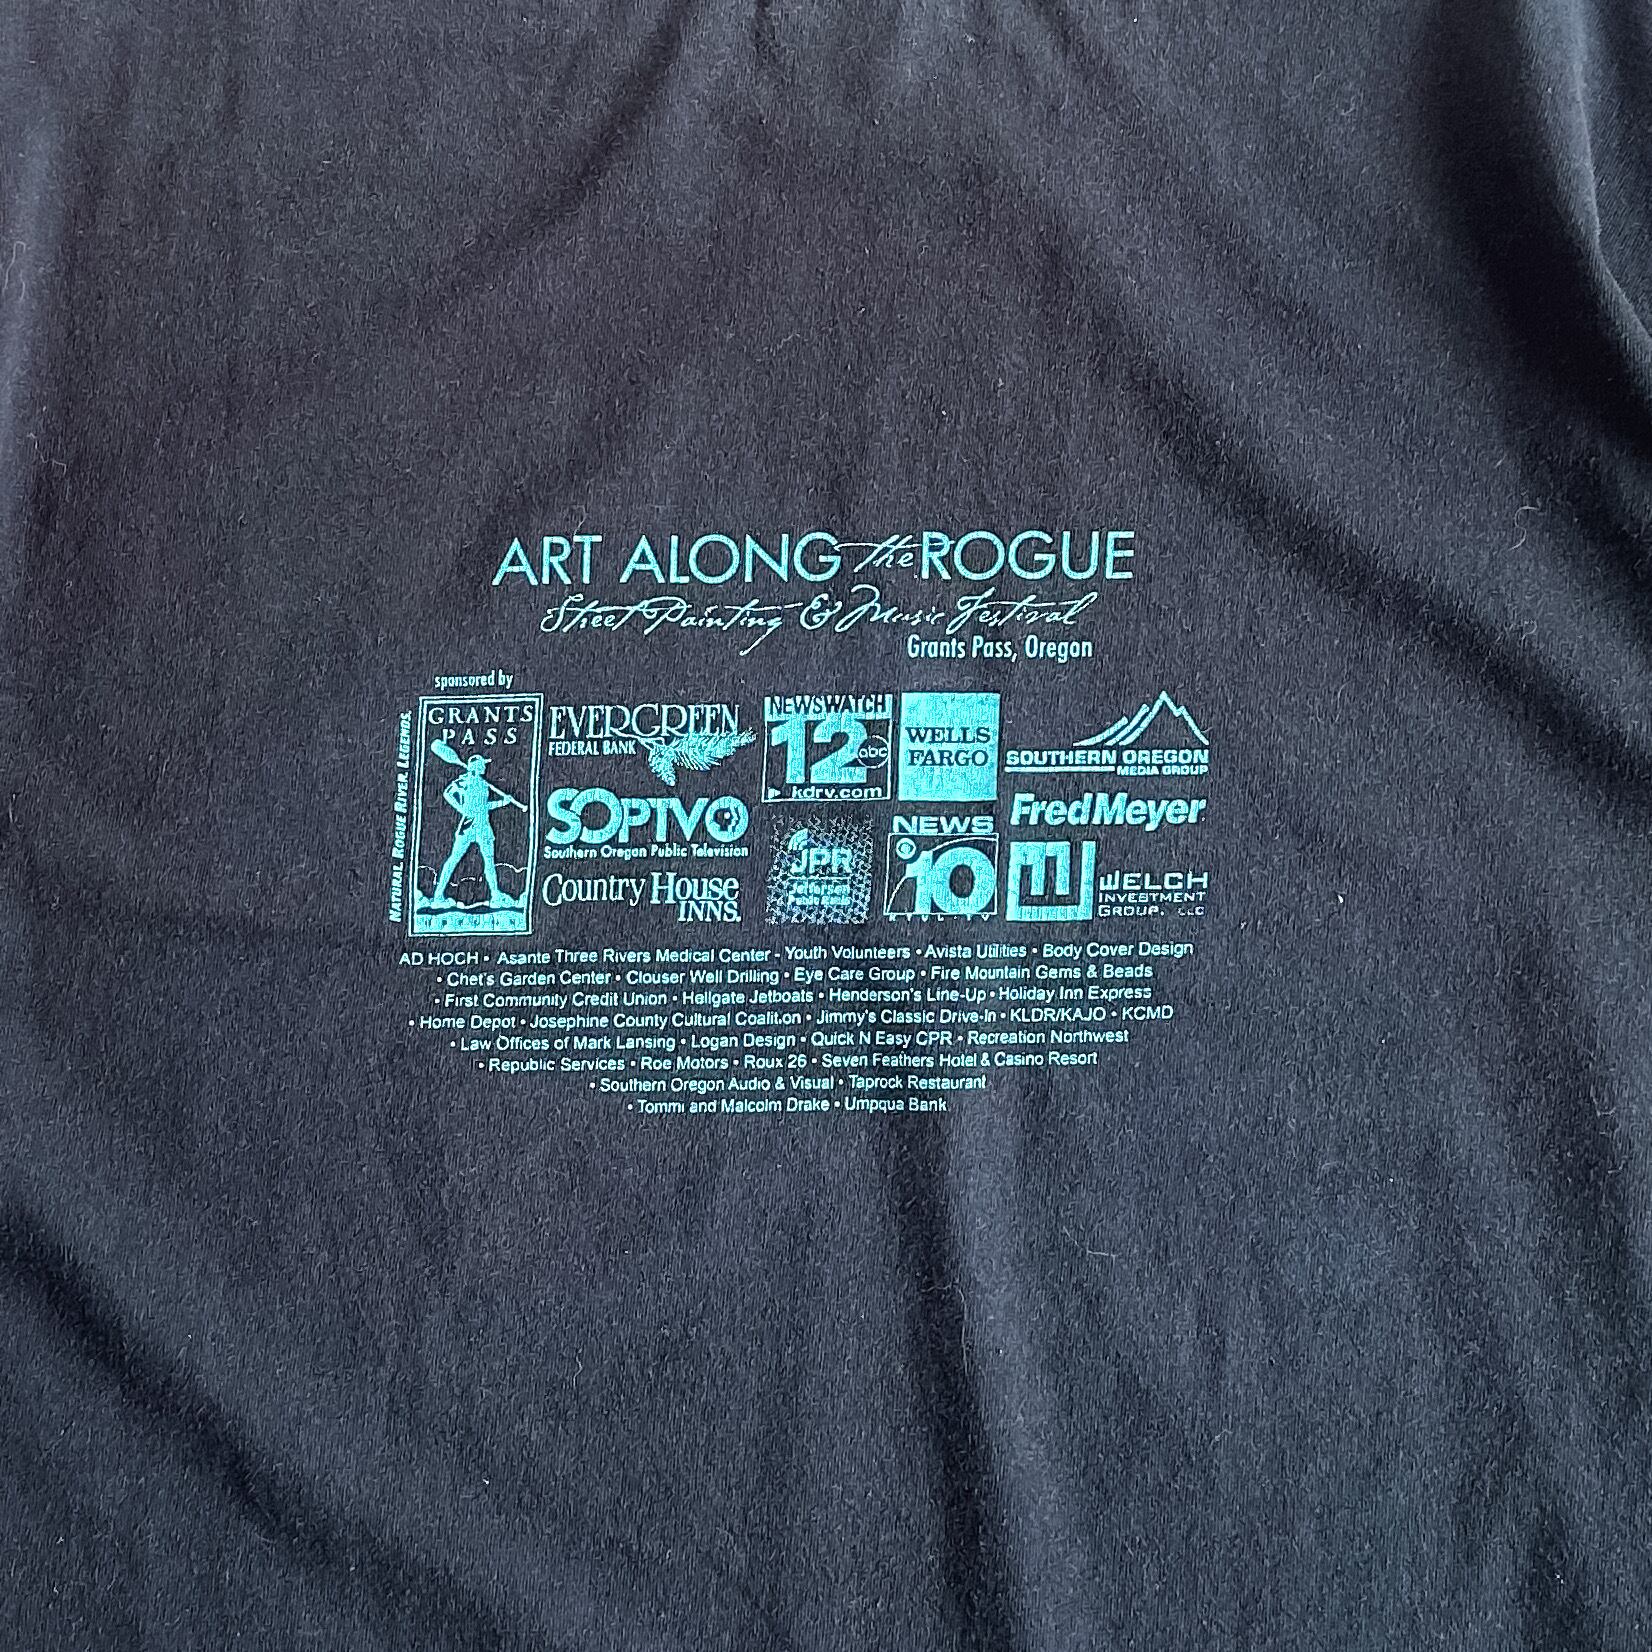 ART ALONG the ROGUE
Street Painting & Music Festival
Grants Pass, Oregon
sponsored by
NATURAL. ROGUE RIVER. LEGENDS.
GRANTS
PASS
EVERGREEN
FEDERAL BANK
SOPTV
Southern Oregon Public Television
Country House
INNS.
NEWSWATCH
12
abc
kdrv.com
JPR
Jefferson
Public Radio
WELLS
FARGO
NEWS
10
SOUTHERN OREGON
MEDIA GROUP
FredMeyer
WELCH
INVESTMENT
GROUP, LLC
AD HOCH • Asante Three Rivers Medical Center - Youth Volunteers • Avista Utilities • Body Cover Design
• Chet's Garden Center • Clouser Well Drilling • Eye Care Group • Fire Mountain Gems & Beads
• First Community Credit Union • Hellgate Jetboats • Henderson's Line-Up • Holiday Inn Express
• Home Depot • Josephine County Cultural Coalition • Jimmy's Classic Drive-In • KLDR/KAJO • KCMD
• Law Offices of Mark Lansing • Logan Design • Quick N Easy CPR • Recreation Northwest
• Republic Services • Roe Motors • Roux 26 • Seven Feathers Hotel & Casino Resort
• Southern Oregon Audio & Visual • Taprock Restaurant
• Tommi and Malcolm Drake • Umpqua Bank